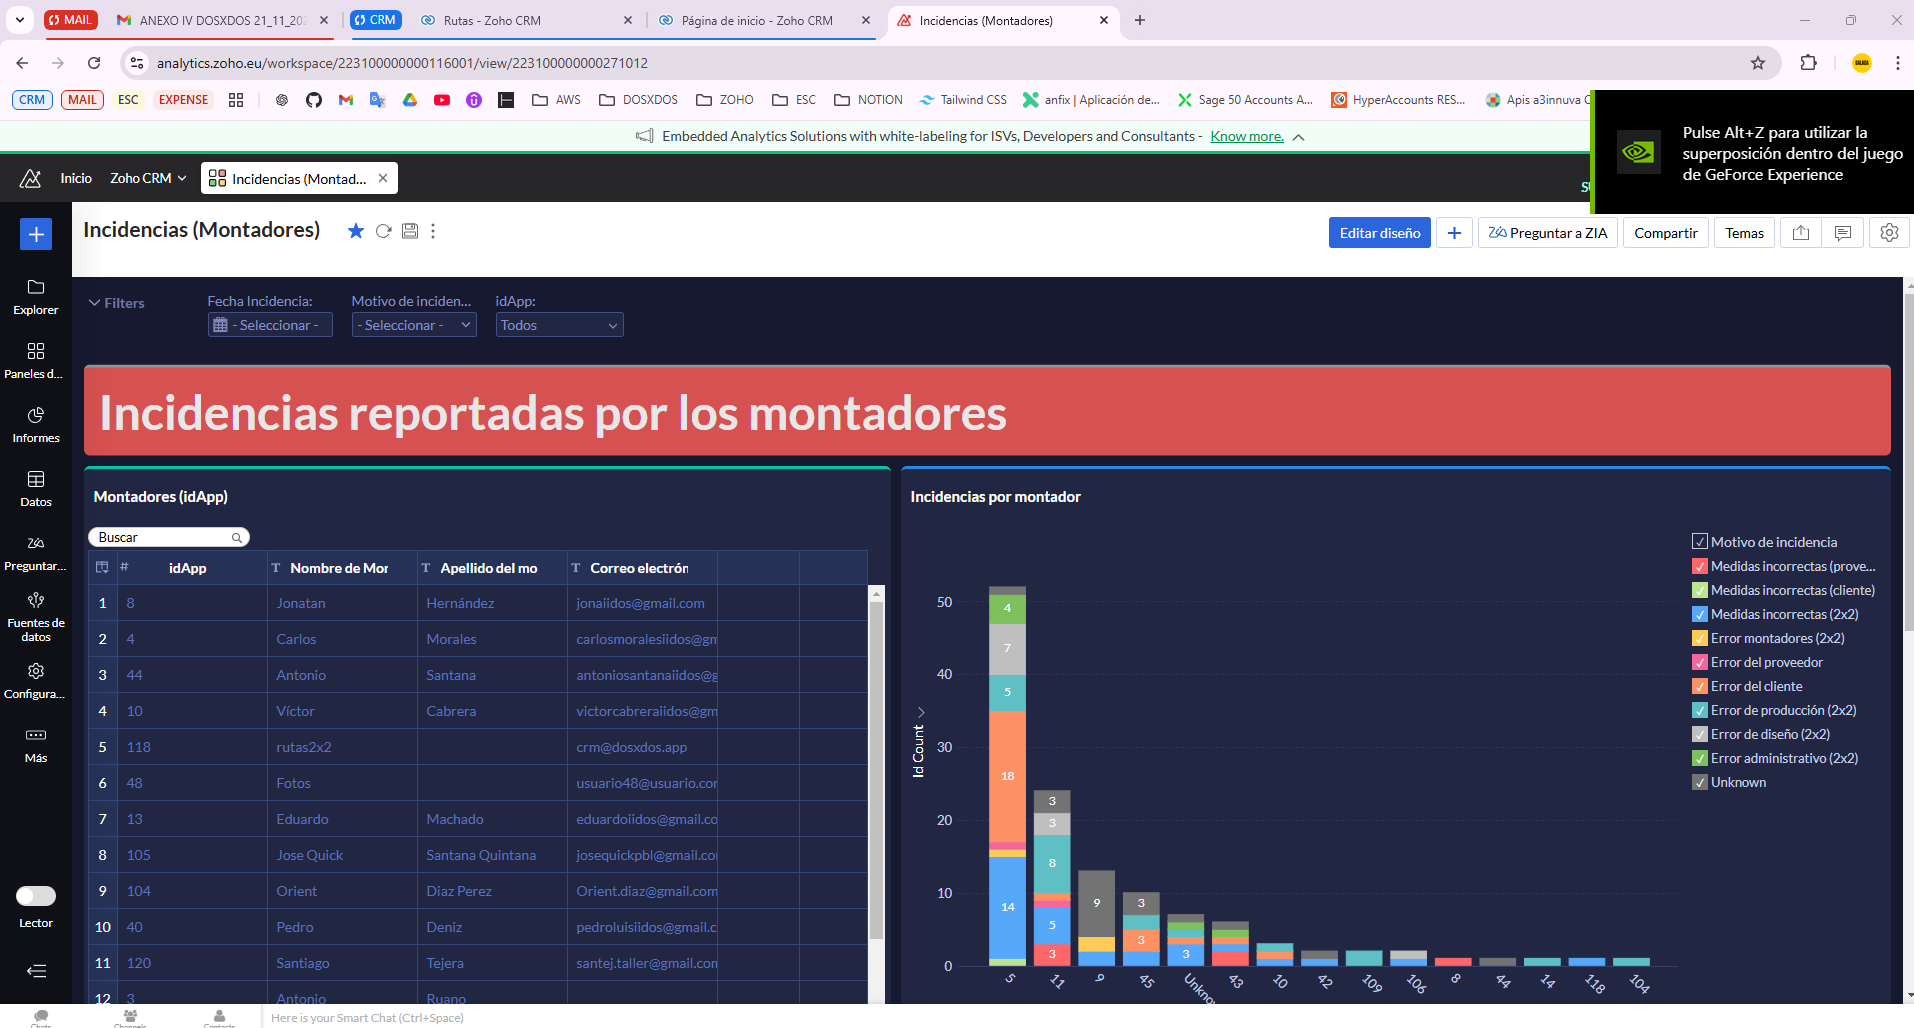 MAIL
ANEXO IV DOSXDOS 21_11_202
CRM
Rutas - Zoho CRM
Página de inicio - Zoho CRM
Incidencias (Montadores)
analytics.zoho.eu/workspace/223100000000116001/view/223100000000271012
CRM MAIL ESC EXPENSE AWS DOSXDOS ZOHO ESC NOTION Tailwind CSS anfix | Aplicación de... Sage 50 Accounts A... HyperAccounts RES... Apis a3innuva
Embedded Analytics Solutions with white-labeling for ISVs, Developers and Consultants - Know more.
Pulse Alt+Z para utilizar la
superposición dentro del juego
de GeForce Experience
Inicio Zoho CRM Incidencias (Montad...
Incidencias (Montadores)
Editar diseño
Preguntar a ZIA
Compartir
Temas
Explorer
Paneles d...
Informes
Datos
Preguntar...
Fuentes de
datos
Configura...
Más
Lector
Filters
Fecha Incidencia: Motivo de inciden... idApp:
- Seleccionar - - Seleccionar - Todos
Incidencias reportadas por los montadores
Montadores (idApp)
Buscar
# idApp T Nombre de Mor T Apellido del mo T Correo electrón
1 8 Jonatan Hernández jonaiidos@gmail.com
2 4 Carlos Morales carlosmoralesiidos@gm
3 44 Antonio Santana antoniosantanaiidos@g
4 10 Víctor Cabrera victorcabreraiidos@gm
5 118 rutas2x2 crm@dosxdos.app
6 48 Fotos usuario48@usuario.cor
7 13 Eduardo Machado eduardoiidos@gmail.co
8 105 Jose Quick Santana Quintana josequickpbl@gmail.co
9 104 Orient Diaz Perez Orient.diaz@gmail.com
10 40 Pedro Deniz pedroluisiidos@gmail.c
11 120 Santiago Tejera santej.taller@gmail.con
12 3 Antonio Ruano
Incidencias por montador
Id Count
50
40
30
20
10
0
4
7
5
18
14
3
3
8
5
3
9
3
3
3
5 11 9 45 Unkno 43 10 42 109 106 8 44 14 118 104
Motivo de incidencia
Medidas incorrectas (prove...
Medidas incorrectas (cliente)
Medidas incorrectas (2x2)
Error montadores (2x2)
Error del proveedor
Error del cliente
Error de producción (2x2)
Error de diseño (2x2)
Error administrativo (2x2)
Unknown
Chats Channels Contacts
Here is your Smart Chat (Ctrl+Space)